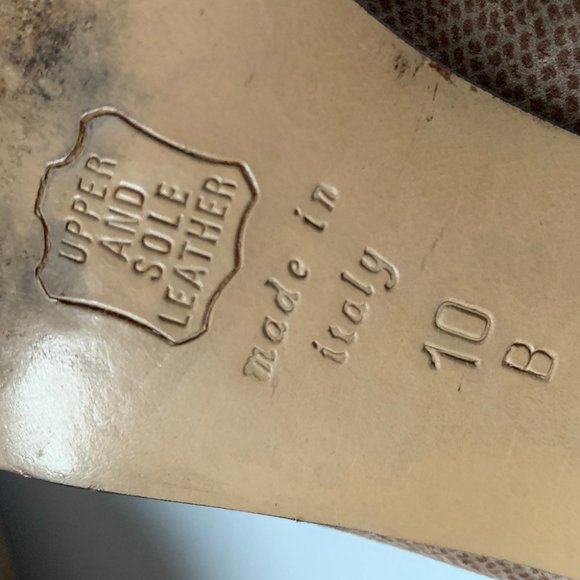 UPPER
AND
SOLE
LEATHER
made in
italy
10
B